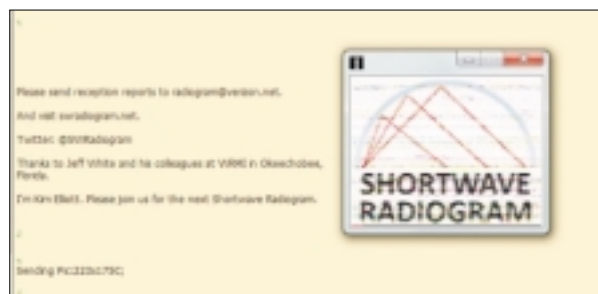 Please send reception reports to radiogram@verizon.net.
And visit swradiogram.net.
Twitter: @SWRadiogram
Thanks to Jeff White and his colleagues at WRMI in Okeechobee,
Florida.
I'm Kim Elliott. Please join us for the next Shortwave Radiogram.
Sending Pic:
SHORTWAVE
RADIOGRAM